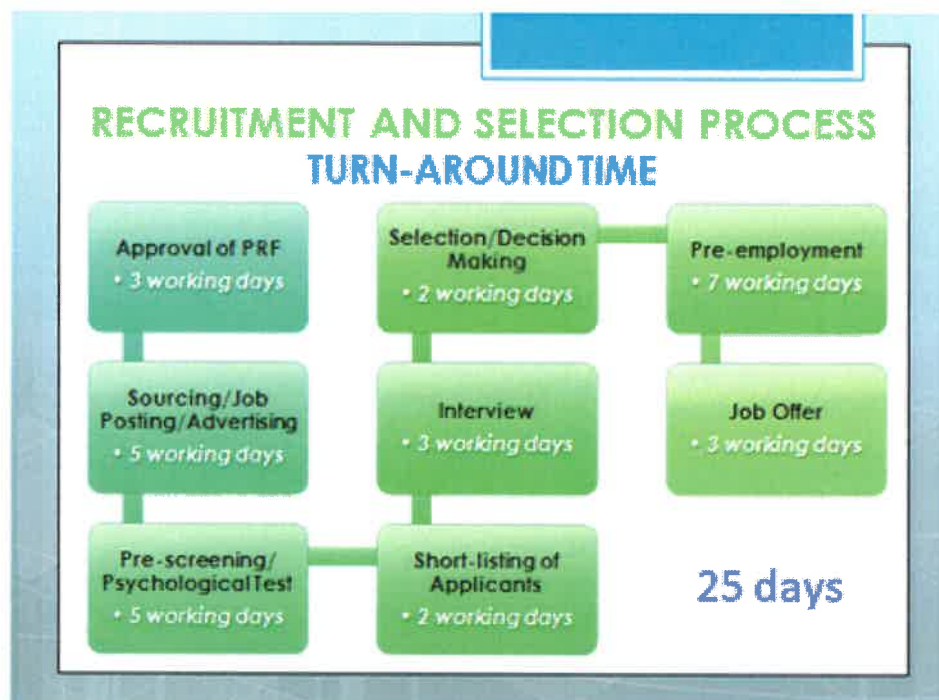 RECRUITMENT AND SELECTION PROCESS
TURN-AROUND TIME
Approval of PRF
• 3 working days
Sourcing/Job
Posting/Advertising
• 5 working days
Pre-screening/
Psychological Test
• 5 working days
Short-listing of
Applicants
• 2 working days
Interview
• 3 working days
Selection/Decision
Making
• 2 working days
Pre-employment
• 7 working days
Job Offer
• 3 working days
25 days